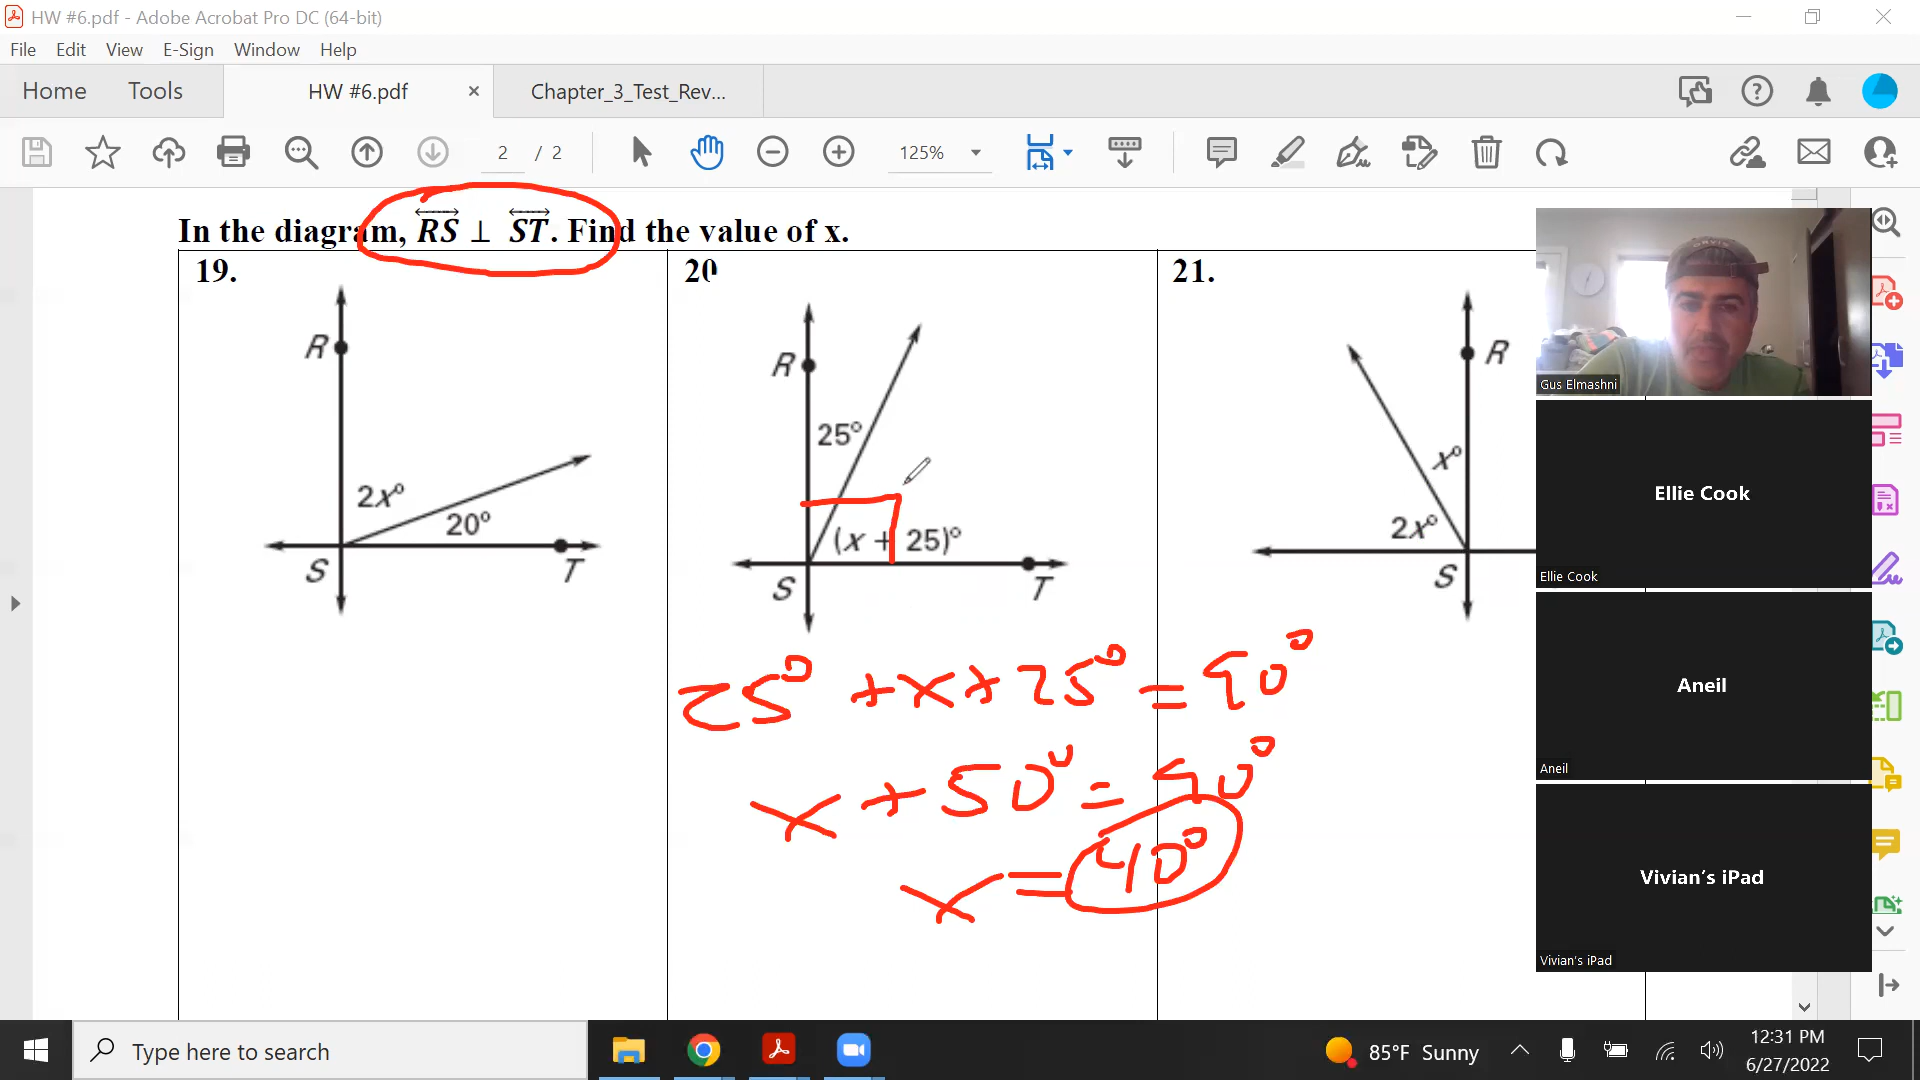 HW #6.pdf - Adobe Acrobat Pro DC (64-bit)
File Edit View E-Sign Window Help
Home Tools HW #6.pdf × Chapter_3_Test_Rev...
2 / 2 125%
In the diagram, RS ⊥ ST. Find the value of x.
19.
R
2x°
20°
S
T
20
R
25°
(x + 25)°
S
T
25° + x + 25° = 90°
x + 50° = 90°
x = 40°
21.
R
x°
2x°
S
Gus Elmashni
Ellie Cook
Ellie Cook
Aneil
Aneil
Vivian's iPad
Vivian's iPad
Type here to search
85°F Sunny
12:31 PM
6/27/2022